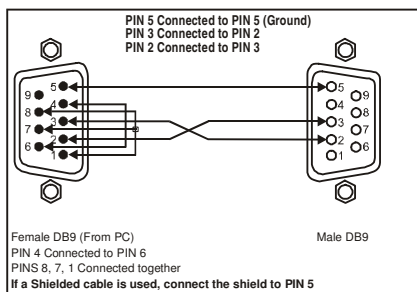 PIN 5 Connected to PIN 5 (Ground)
PIN 3 Connected to PIN 2
PIN 2 Connected to PIN 3
5
9
4
8
3
7
2
6
1
5
9
4
8
3
7
2
6
1
Female DB9 (From PC)
Male DB9
PIN 4 Connected to PIN 6
PINS 8, 7, 1 Connected together
If a Shielded cable is used, connect the shield to PIN 5